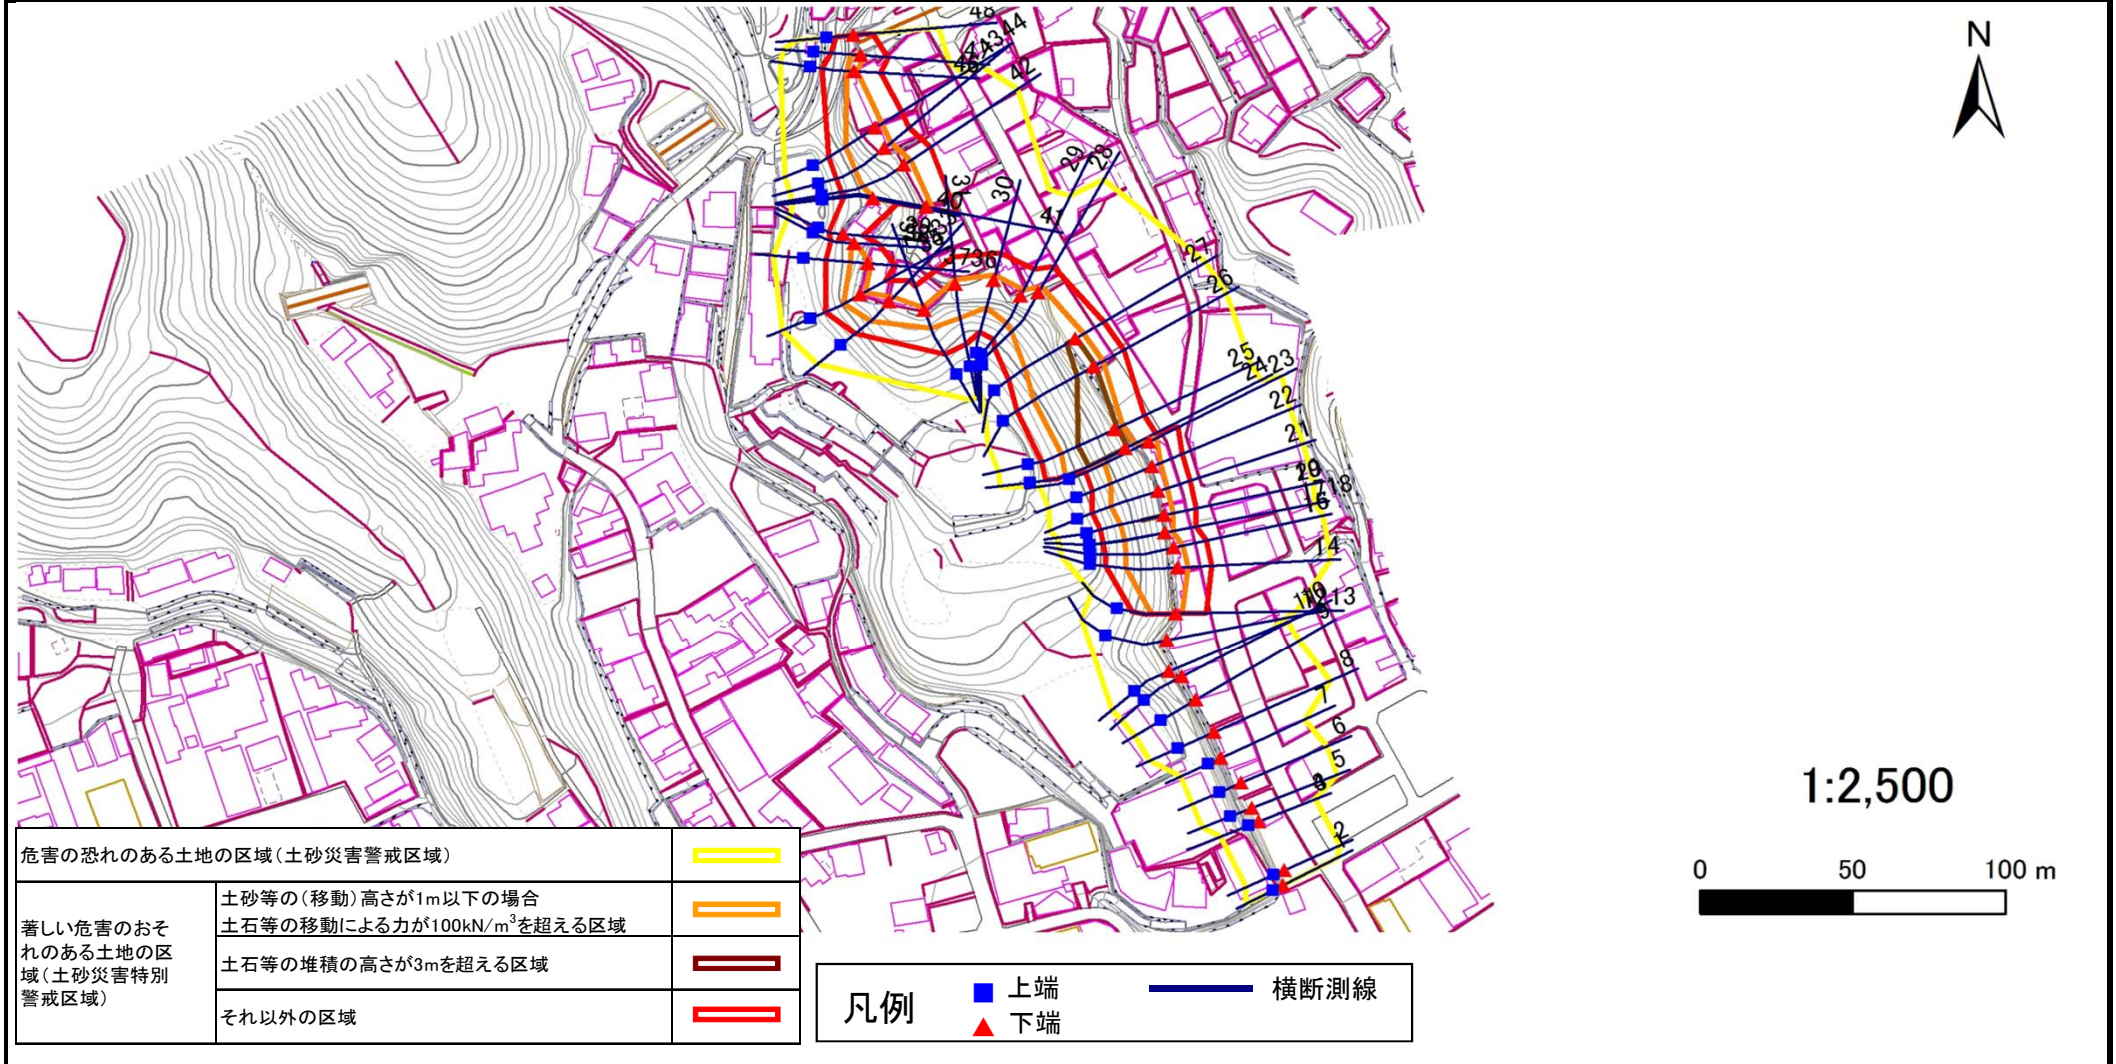 48
44
43
42
29
28
31
30
41
40
37
36
27
26
25
24
23
22
21
20
18
17
16
14
13
8
7
6
5
2
N
1:2,500
0 50 100 m
危害の恐れのある土地の区域(土砂災害警戒区域)
著しい危害のおそ
れのある土地の区
域(土砂災害特別
警戒区域)
土砂等の(移動)高さが1m以下の場合
土石等の移動による力が100kN/m³を超える区域
土石等の堆積の高さが3mを超える区域
それ以外の区域
凡例
上端
下端
横断測線